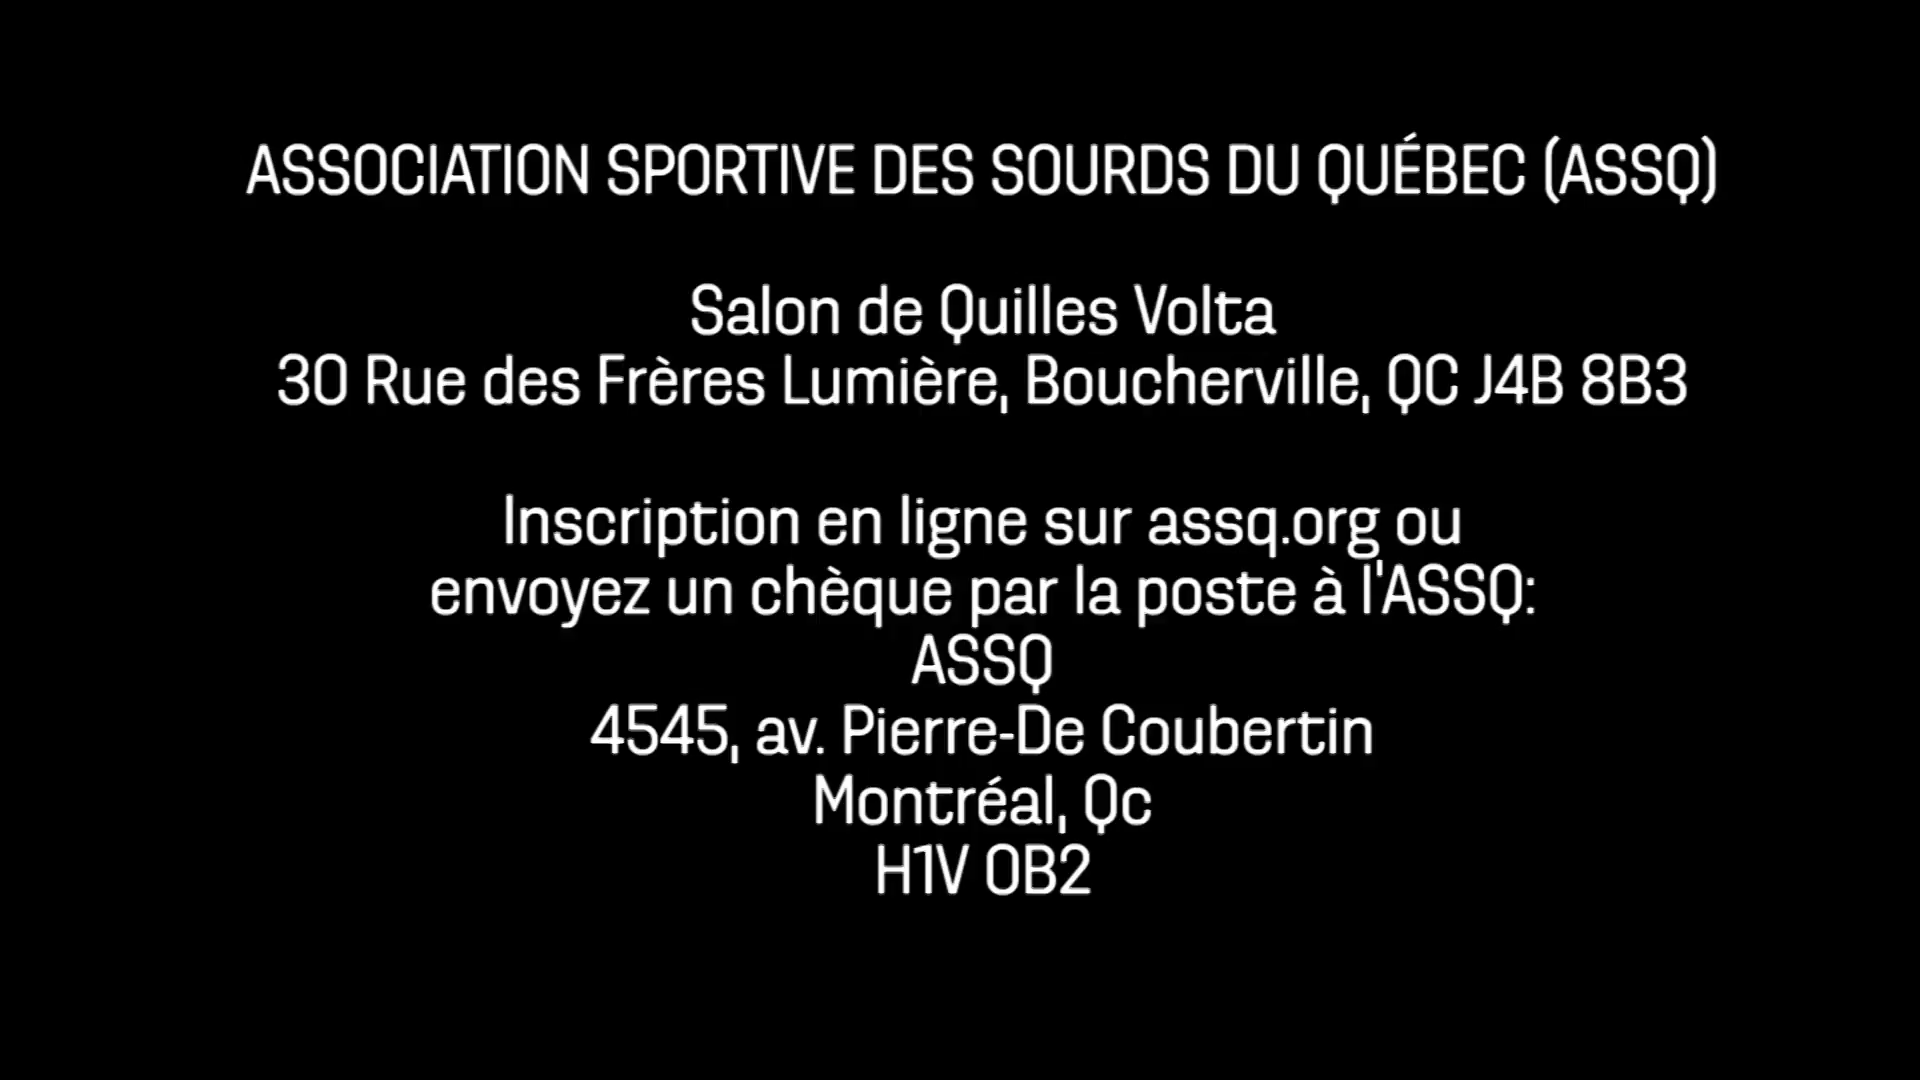 ASSOCIATION SPORTIVE DES SOURDS DU QUÉBEC (ASSQ)
Salon de Quilles Volta
30 Rue des Frères Lumière, Boucherville, QC J4B 8B3
Inscription en ligne sur assq.org ou
envoyez un chèque par la poste à l'ASSQ:
ASSQ
4545, av. Pierre-De Coubertin
Montréal, Qc
H1V 0B2